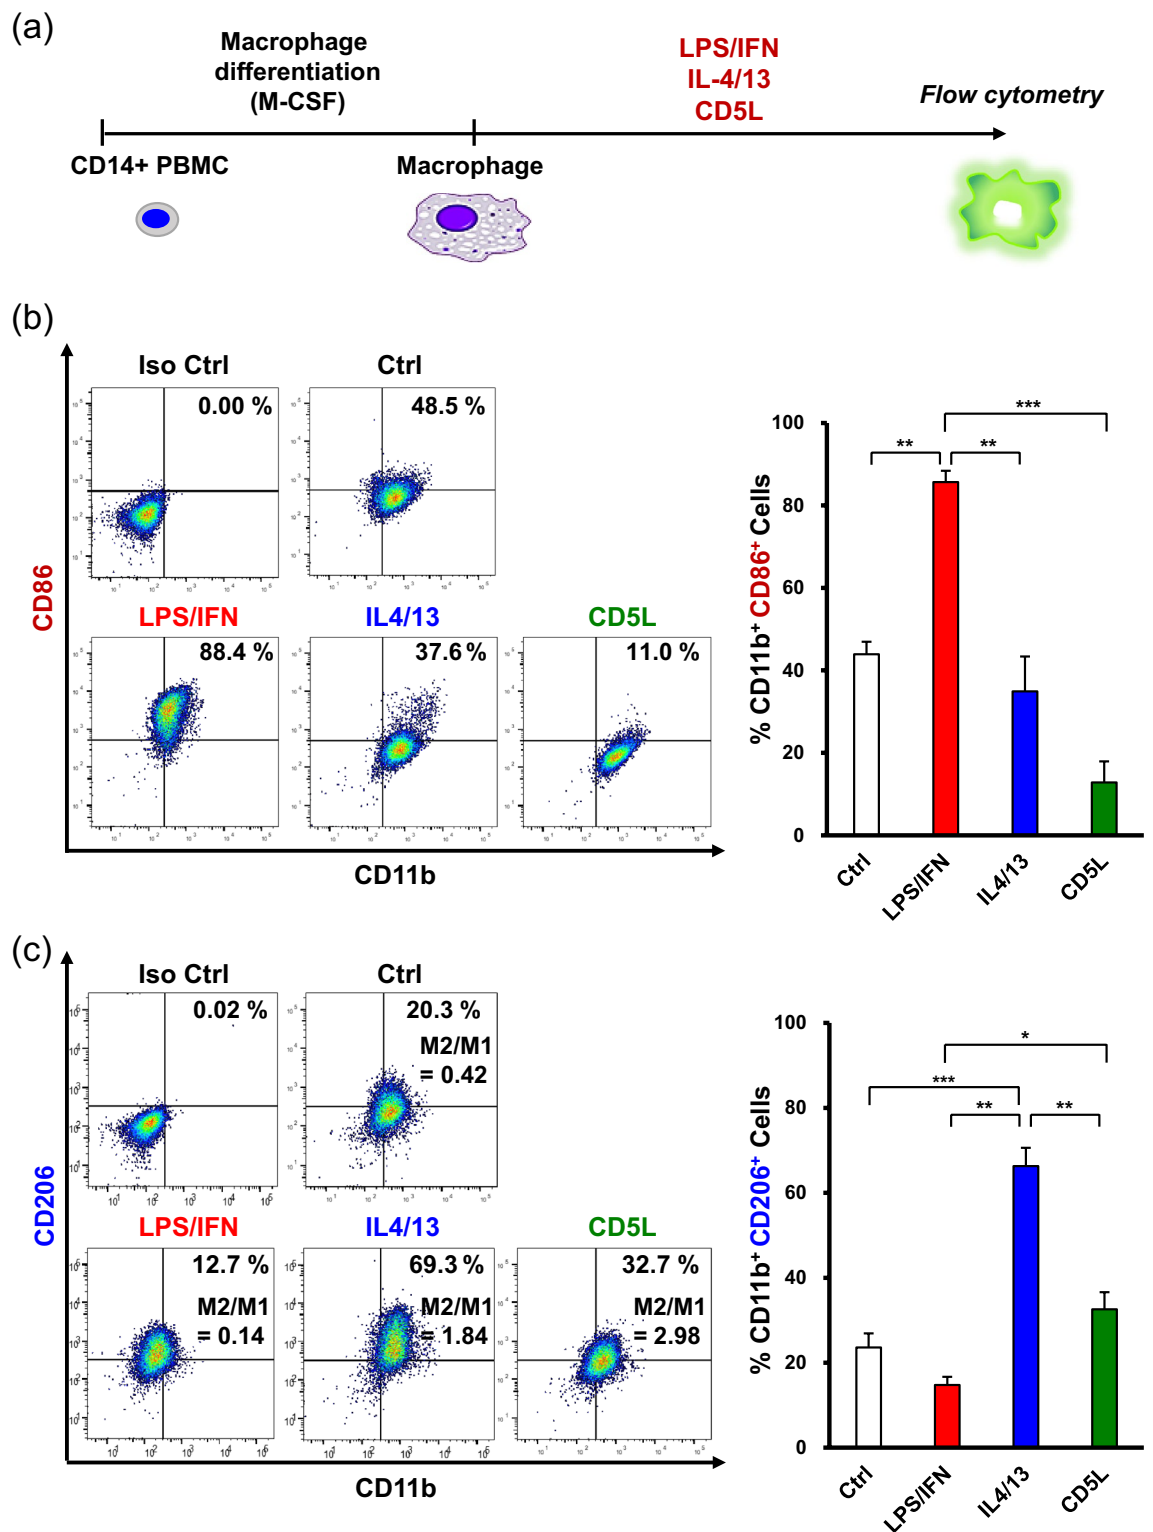 (a)
Macrophage
differentiation
(M-CSF)
LPS/IFN
IL-4/13
CD5L
Flow cytometry
CD14+ PBMC
Macrophage
(b)
Iso Ctrl
Ctrl
0.00 %
48.5 %
LPS/IFN
IL4/13
CD5L
88.4 %
37.6 %
11.0 %
CD86
CD11b
% CD11b+ CD86+ Cells
100
80
60
40
20
0
***
**
**
Ctrl
LPS/IFN
IL4/13
CD5L
(c)
Iso Ctrl
Ctrl
0.02 %
20.3 %
M2/M1
= 0.42
LPS/IFN
IL4/13
CD5L
12.7 %
M2/M1
= 0.14
69.3 %
M2/M1
= 1.84
32.7 %
M2/M1
= 2.98
CD206
CD11b
% CD11b+ CD206+ Cells
100
80
60
40
20
0
*
***
**
**
Ctrl
LPS/IFN
IL4/13
CD5L